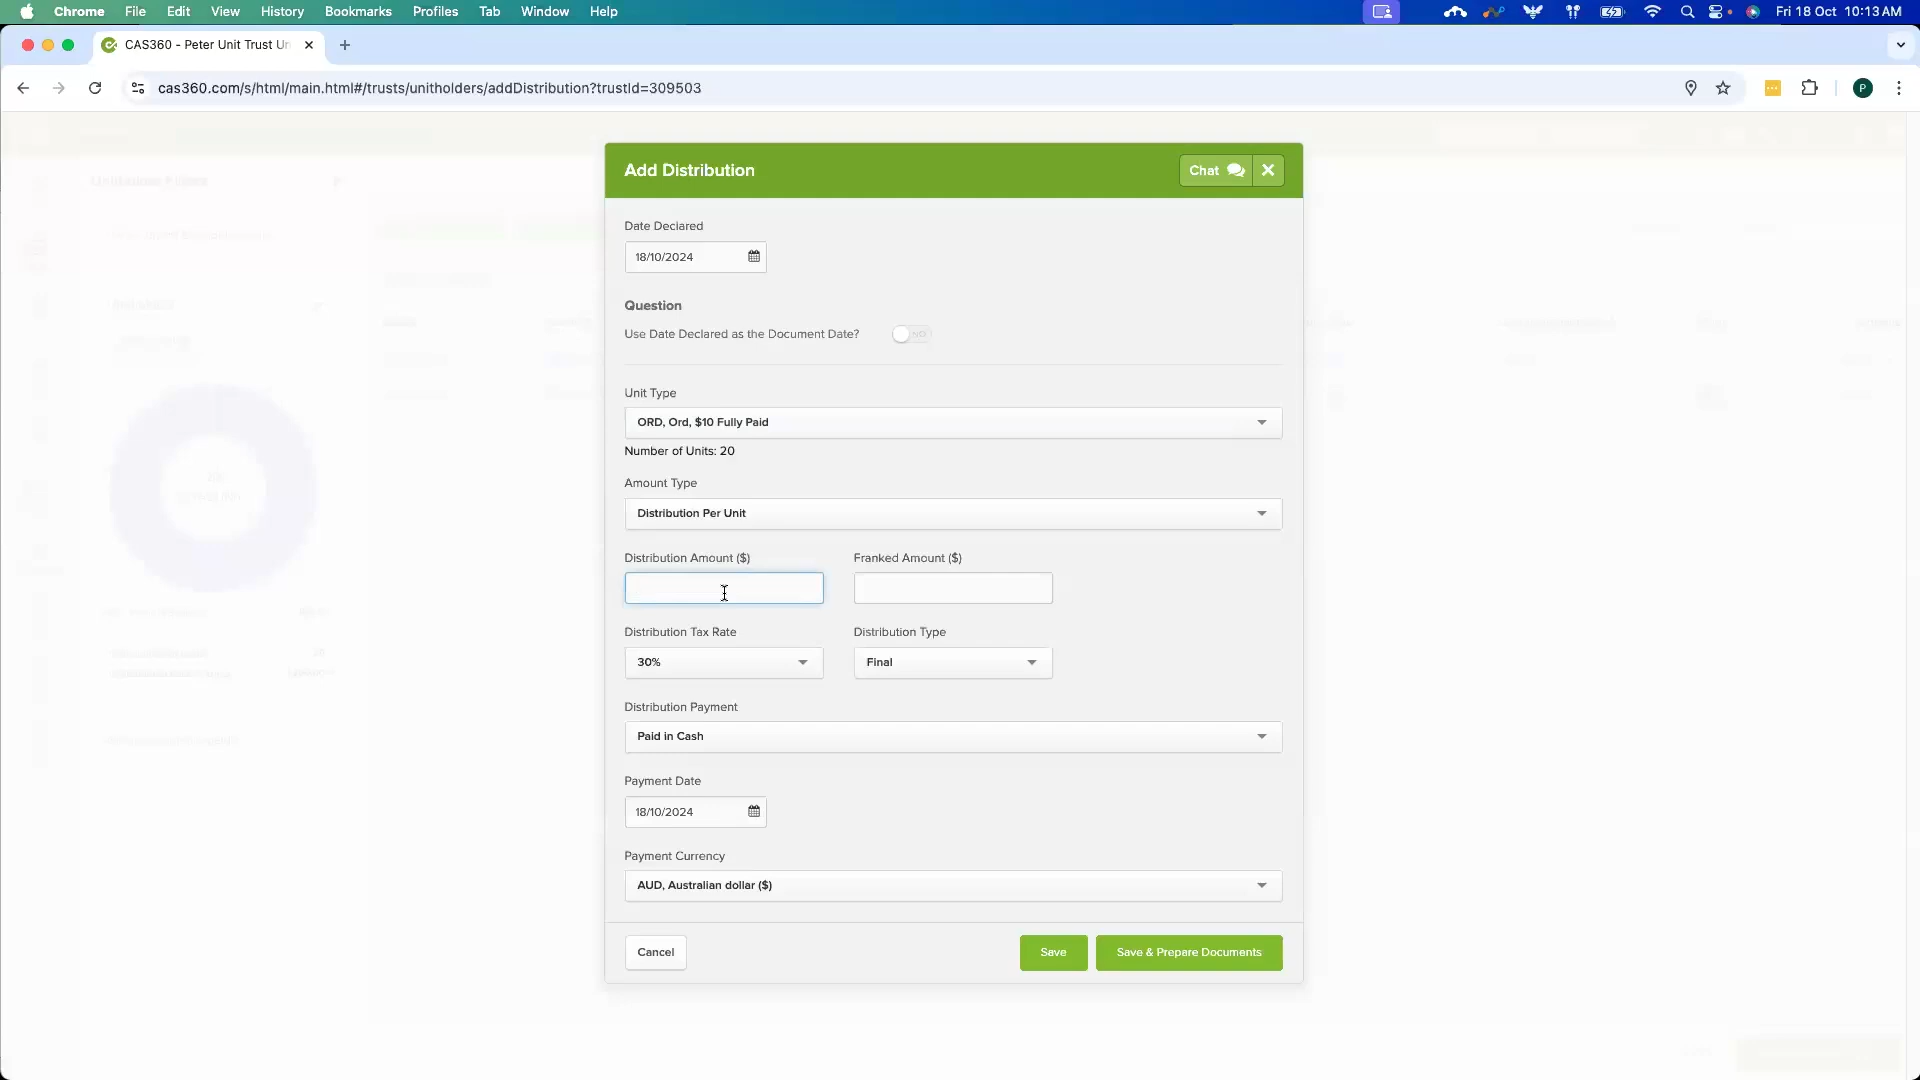 Chrome File Edit View History Bookmarks Profiles Tab Window Help Fri 18 Oct 10:13 AM
CAS360 - Peter Unit Trust Un
cas360.com/s/html/main.html#/trusts/unitholders/addDistribution?trustId=309503 P
Add Distribution Chat
Date Declared
18/10/2024
Question
Use Date Declared as the Document Date? NO
Unit Type
ORD, Ord, $10 Fully Paid
Number of Units: 20
Amount Type
Distribution Per Unit
Distribution Amount ($) Franked Amount ($)
Distribution Tax Rate Distribution Type
30% Final
Distribution Payment
Paid in Cash
Payment Date
18/10/2024
Payment Currency
AUD, Australian dollar ($)
Cancel Save Save & Prepare Documents